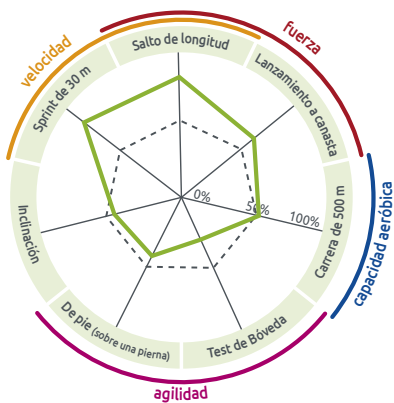 velocidad
fuerza
Salto de longitud
Sprint de 30 m
Lanzamiento a canasta
0%
50%
100%
Inclinación
Carrera de 500 m
capacidad aeróbica
De pie (sobre una pierna)
Test de Bóveda
agilidad